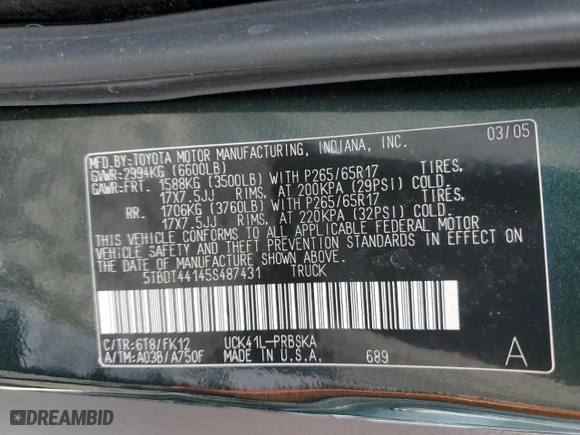 MFD.BY:TOYOTA MOTOR MANUFACTURING, INDIANA, INC. 03/05
GVWR:2994KG (6600LB)
GAWR:FRT. 1588KG (3500LB) WITH P265/65R17 TIRES,
17X7.5JJ RIMS, AT 200KPA (29PSI) COLD.
RR. 1706KG (3760LB) WITH P265/65R17 TIRES,
17X7.5JJ RIMS, AT 220KPA (32PSI) COLD.
THIS VEHICLE CONFORMS TO ALL APPLICABLE FEDERAL MOTOR
VEHICLE SAFETY AND THEFT PREVENTION STANDARDS IN EFFECT ON
THE DATE OF MANUFACTURE SHOWN ABOVE.
5TBDT44145S487431 TRUCK
C/TR:6T8/FK12 UCK41L-PRBSKA
A/TM:A03B/A750F MADE IN U.S.A. 689 A
DREAMBID